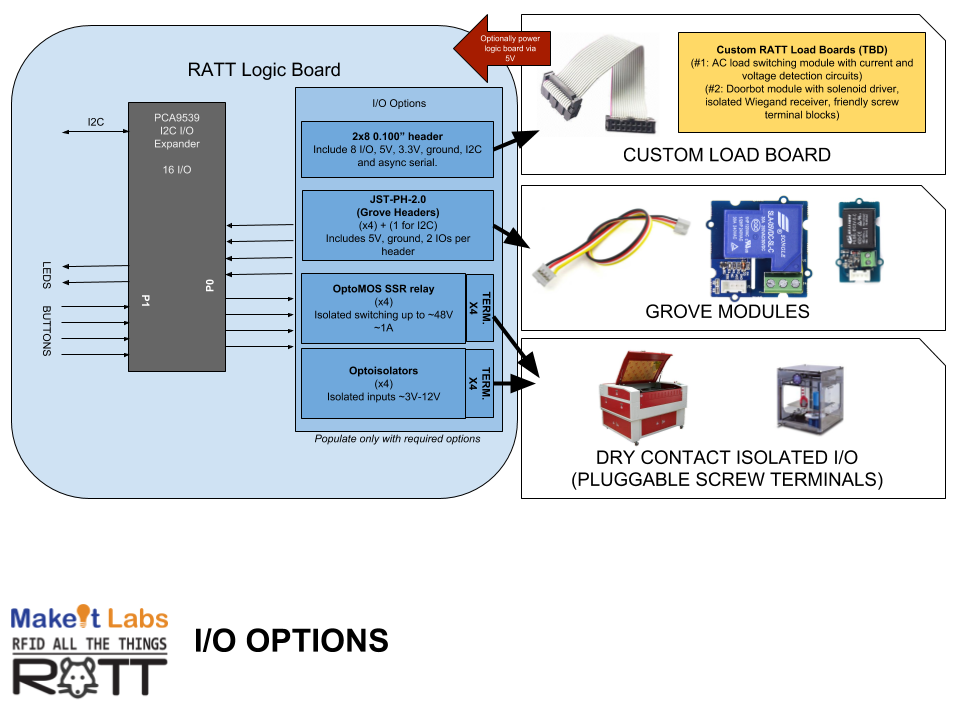 RATT Logic Board
I2C
PCA9539
I2C I/O
Expander
16 I/O
P0
P1
LEDS
BUTTONS
I/O Options
2x8 0.100” header
Include 8 I/O, 5V, 3.3V, ground, I2C
and async serial.
JST-PH-2.0
(Grove Headers)
(x4) + (1 for I2C)
Includes 5V, ground, 2 IOs per
header
OptoMOS SSR relay
(x4)
Isolated switching up to ~48V
~1A
TERM.
X4
Optoisolators
(x4)
Isolated inputs ~3V-12V
TERM.
X4
Populate only with required options
Optionally power
logic board via
5V
Custom RATT Load Boards (TBD)
(#1: AC load switching module with current and
voltage detection circuits)
(#2: Doorbot module with solenoid driver,
isolated Wiegand receiver, friendly screw
terminal blocks)
CUSTOM LOAD BOARD
SONGLE
SLA-05VDC-SL-C
GROVE MODULES
DRY CONTACT ISOLATED I/O
(PLUGGABLE SCREW TERMINALS)
MakeIt Labs
RFID ALL THE THINGS
RATT
I/O OPTIONS